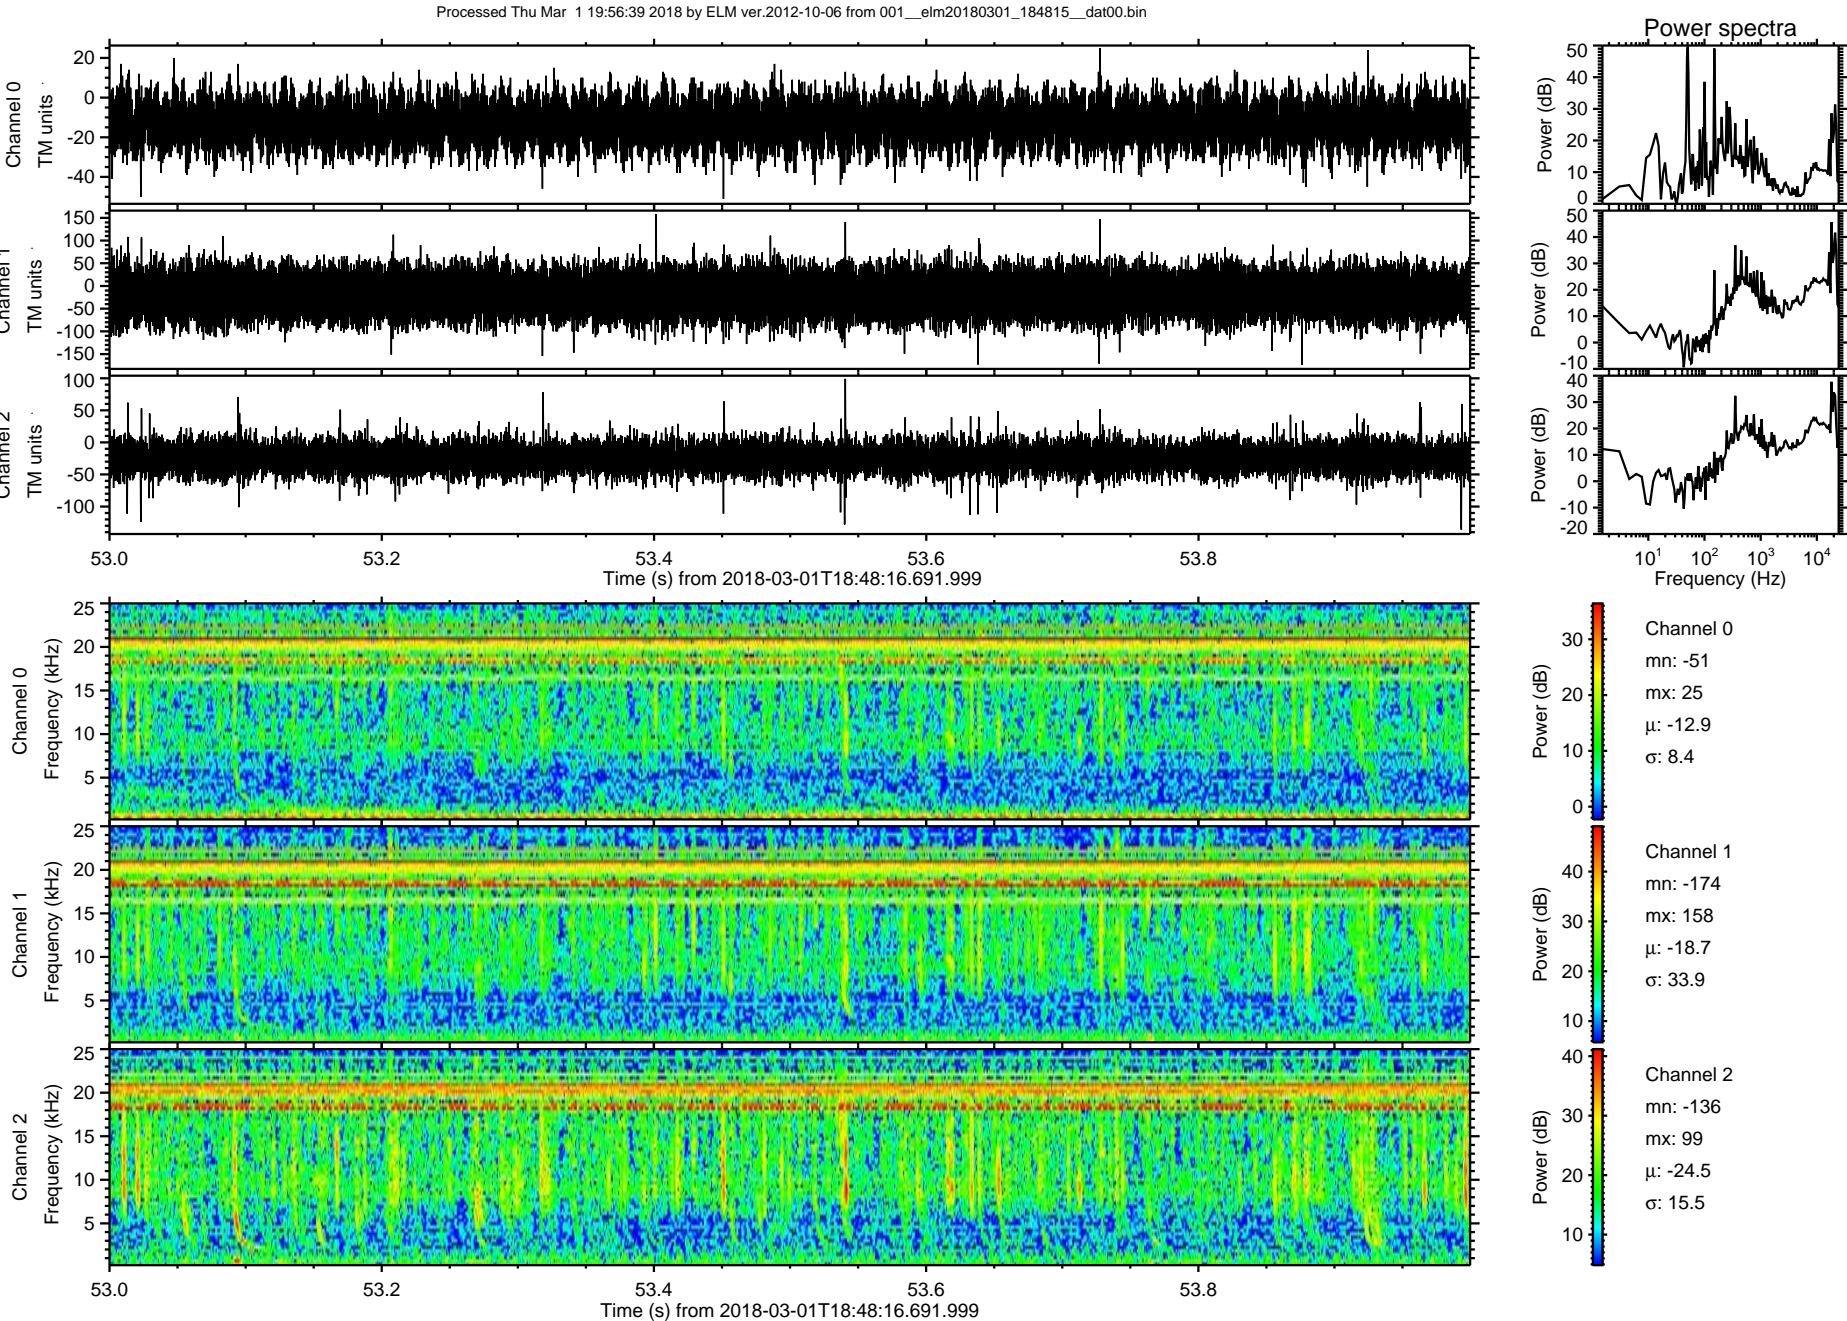 Processed Thu Mar  1 19:56:39 2018 by ELM ver.2012-10-06 from 001__elm20180301_184815__dat00.bin
Power spectra
Channel 0
TM units
20
0
-20
-40
Power (dB)
50
40
30
20
10
0
Channel 1
TM units
150
100
50
0
-50
-100
-150
Power (dB)
50
40
30
20
10
0
-10
Channel 2
TM units
100
50
0
-50
-100
Power (dB)
40
30
20
10
0
-10
-20
53.0 53.2 53.4 53.6 53.8
Time (s) from 2018-03-01T18:48:16.691.999
10¹ 10² 10³ 10⁴
Frequency (Hz)
Channel 0
Frequency (kHz)
25
20
15
10
5
Power (dB)
30
20
10
0
Channel 0
mn: -51
mx: 25
μ: -12.9
σ: 8.4
Channel 1
Frequency (kHz)
25
20
15
10
5
Power (dB)
40
30
20
10
Channel 1
mn: -174
mx: 158
μ: -18.7
σ: 33.9
Channel 2
Frequency (kHz)
25
20
15
10
5
Power (dB)
40
30
20
10
Channel 2
mn: -136
mx: 99
μ: -24.5
σ: 15.5
53.0 53.2 53.4 53.6 53.8
Time (s) from 2018-03-01T18:48:16.691.999